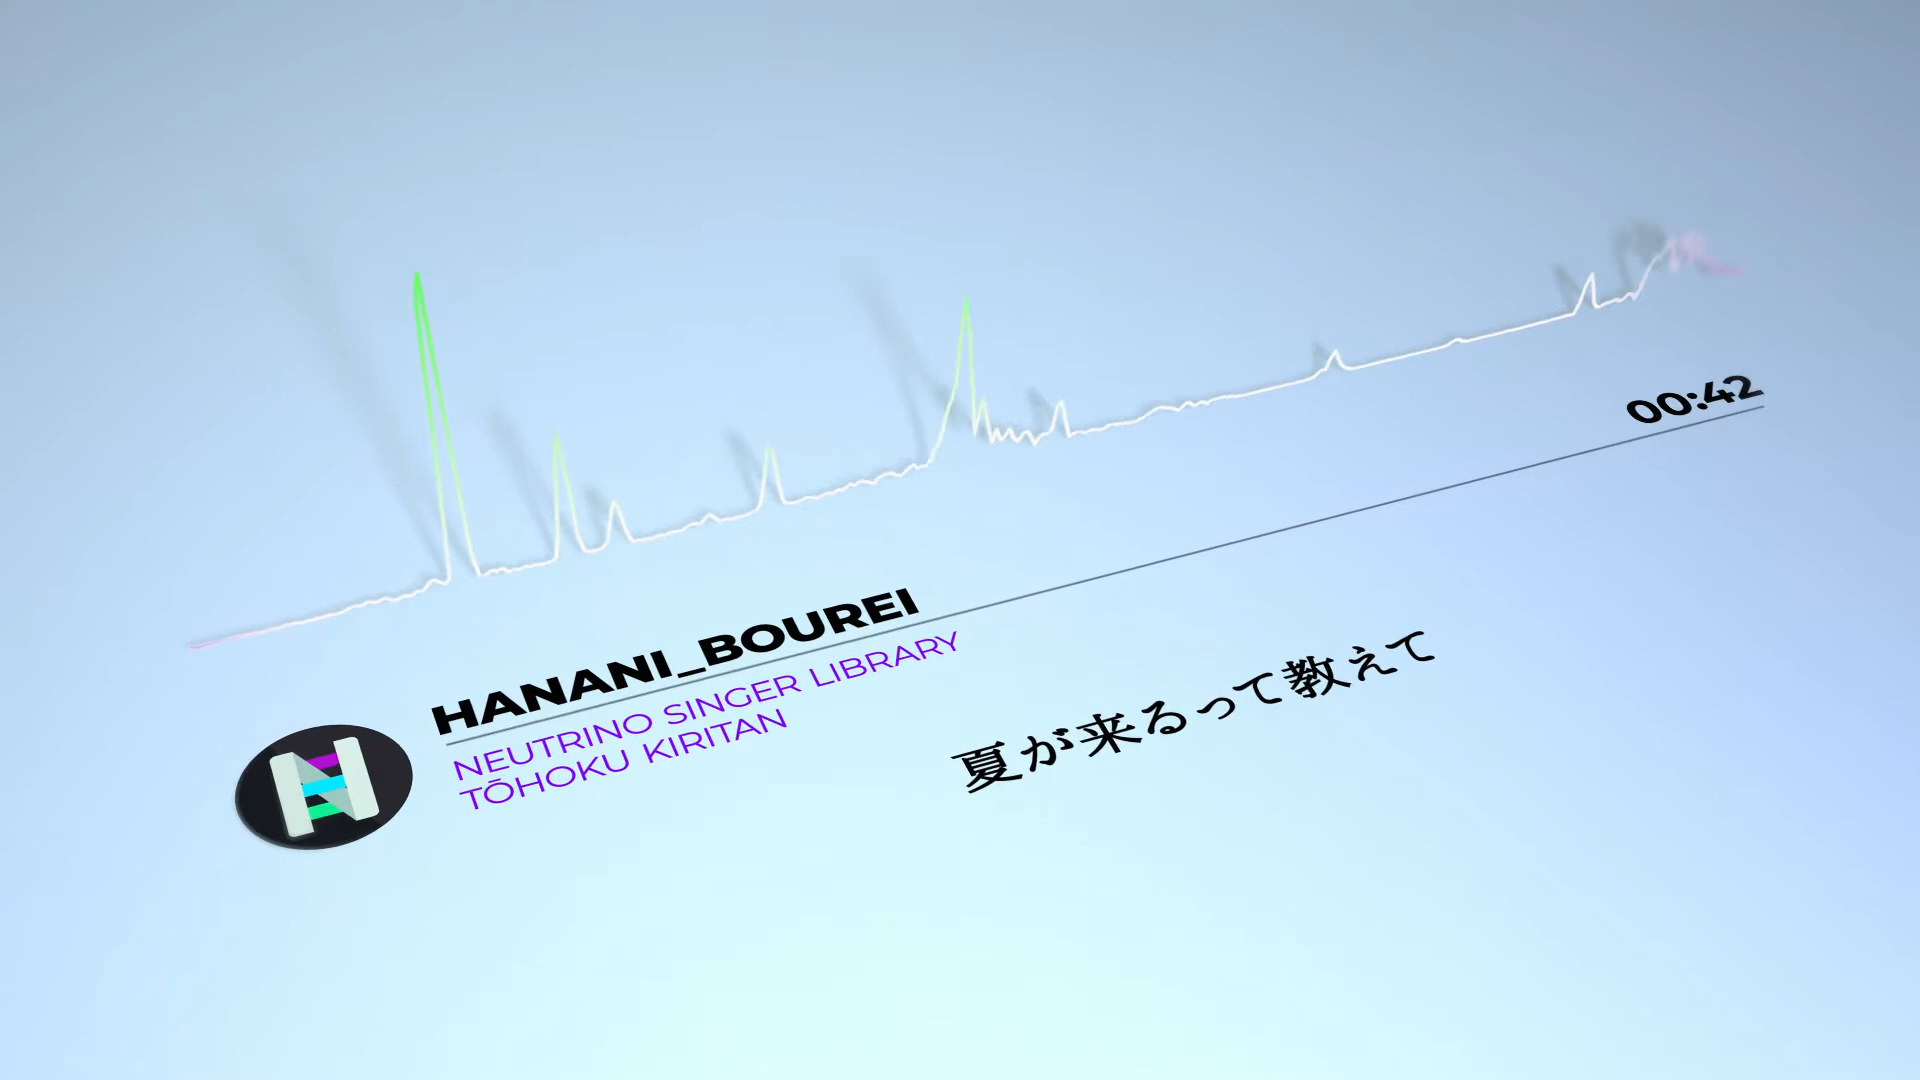 00:42
HANANI_BOUREI
NEUTRINO SINGER LIBRARY
TŌHOKU KIRITAN
夏が来るって教えて